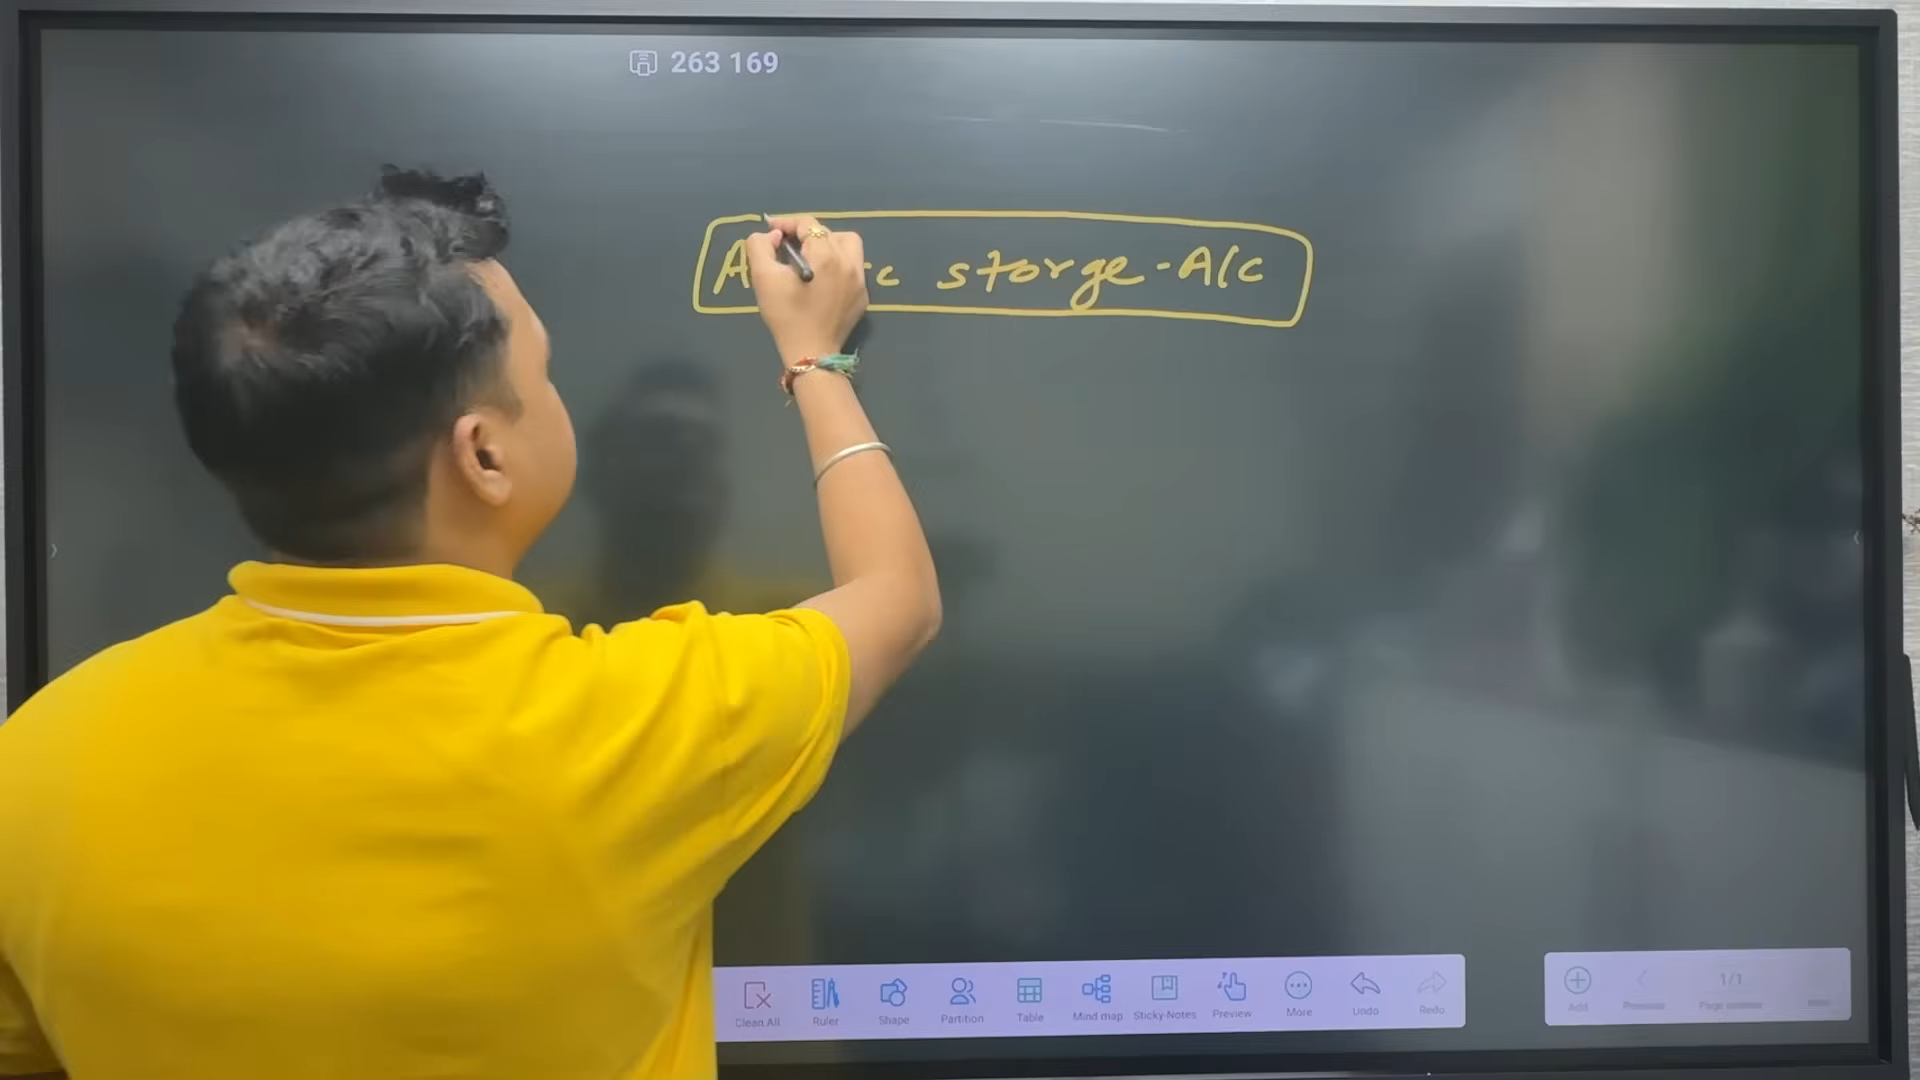 263 169
storge-A/c
Clean All
Ruler
Shape
Partition
Table
Mind map
Sticky-Notes
Preview
More
Undo
Redo
Add
1/1